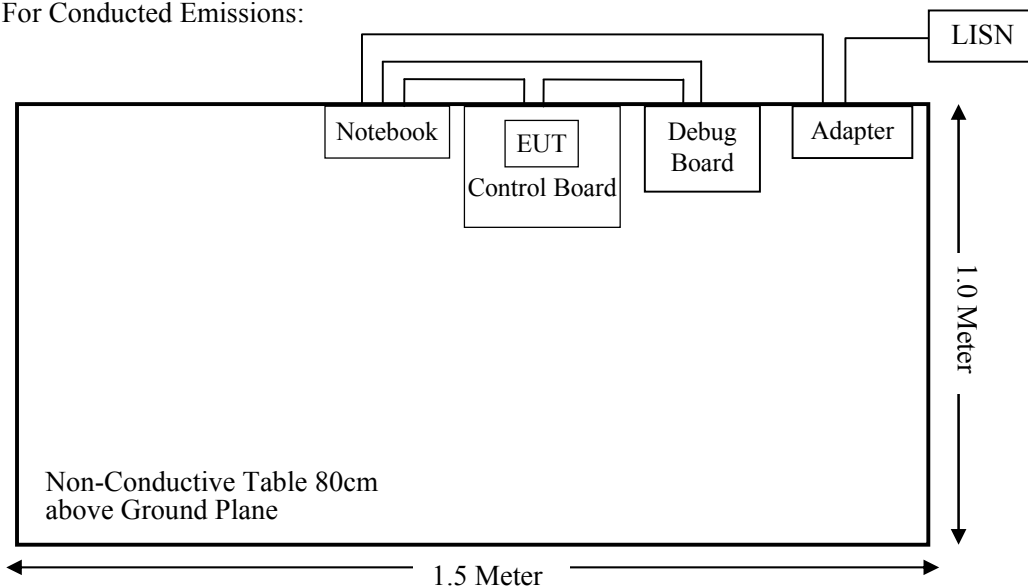 For Conducted Emissions:
LISN
Notebook
EUT
Control Board
Debug
Board
Adapter
1.0 Meter
Non-Conductive Table 80cm
above Ground Plane
1.5 Meter